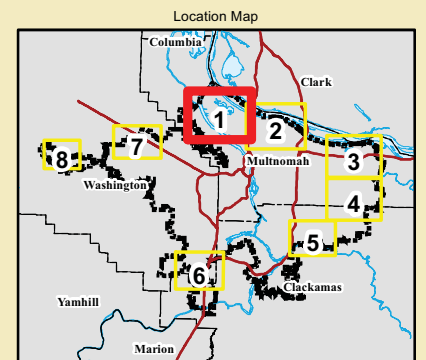 Location Map
Columbia
Clark
1
2
Multnomah
3
7
8
Washington
4
5
6
Clackamas
Yamhill
Marion